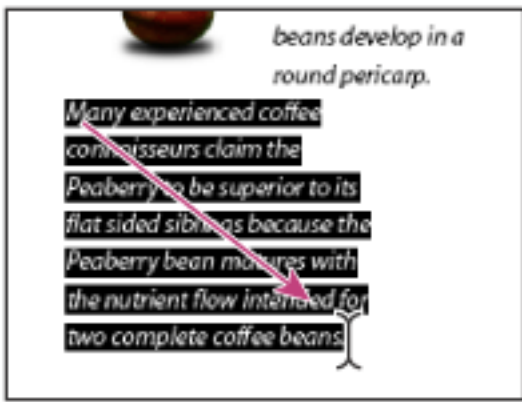 beans develop in a
round pericarp.
Many experienced coffee
connoisseurs claim the
Peaberry to be superior to its
flat sided siblings because the
Peaberry bean matures with
the nutrient flow intended for
two complete coffee beans.